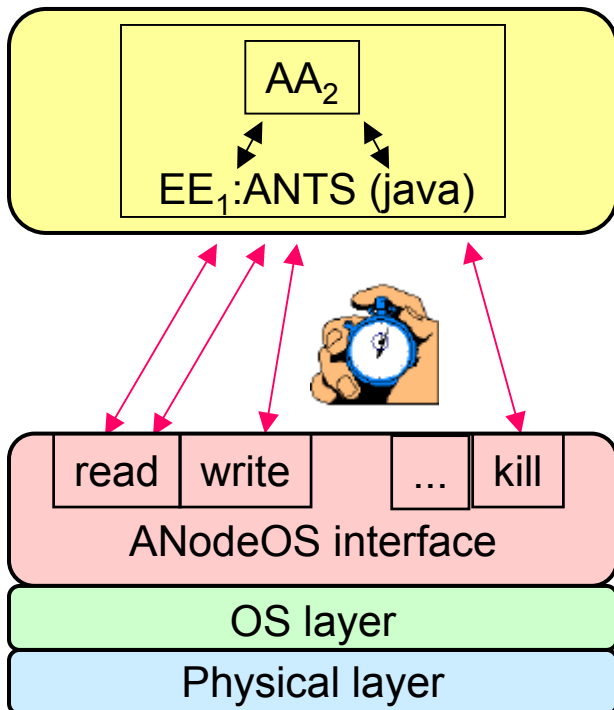 AA₂
EE₁:ANTS (java)
read write ... kill
ANodeOS interface
OS layer
Physical layer